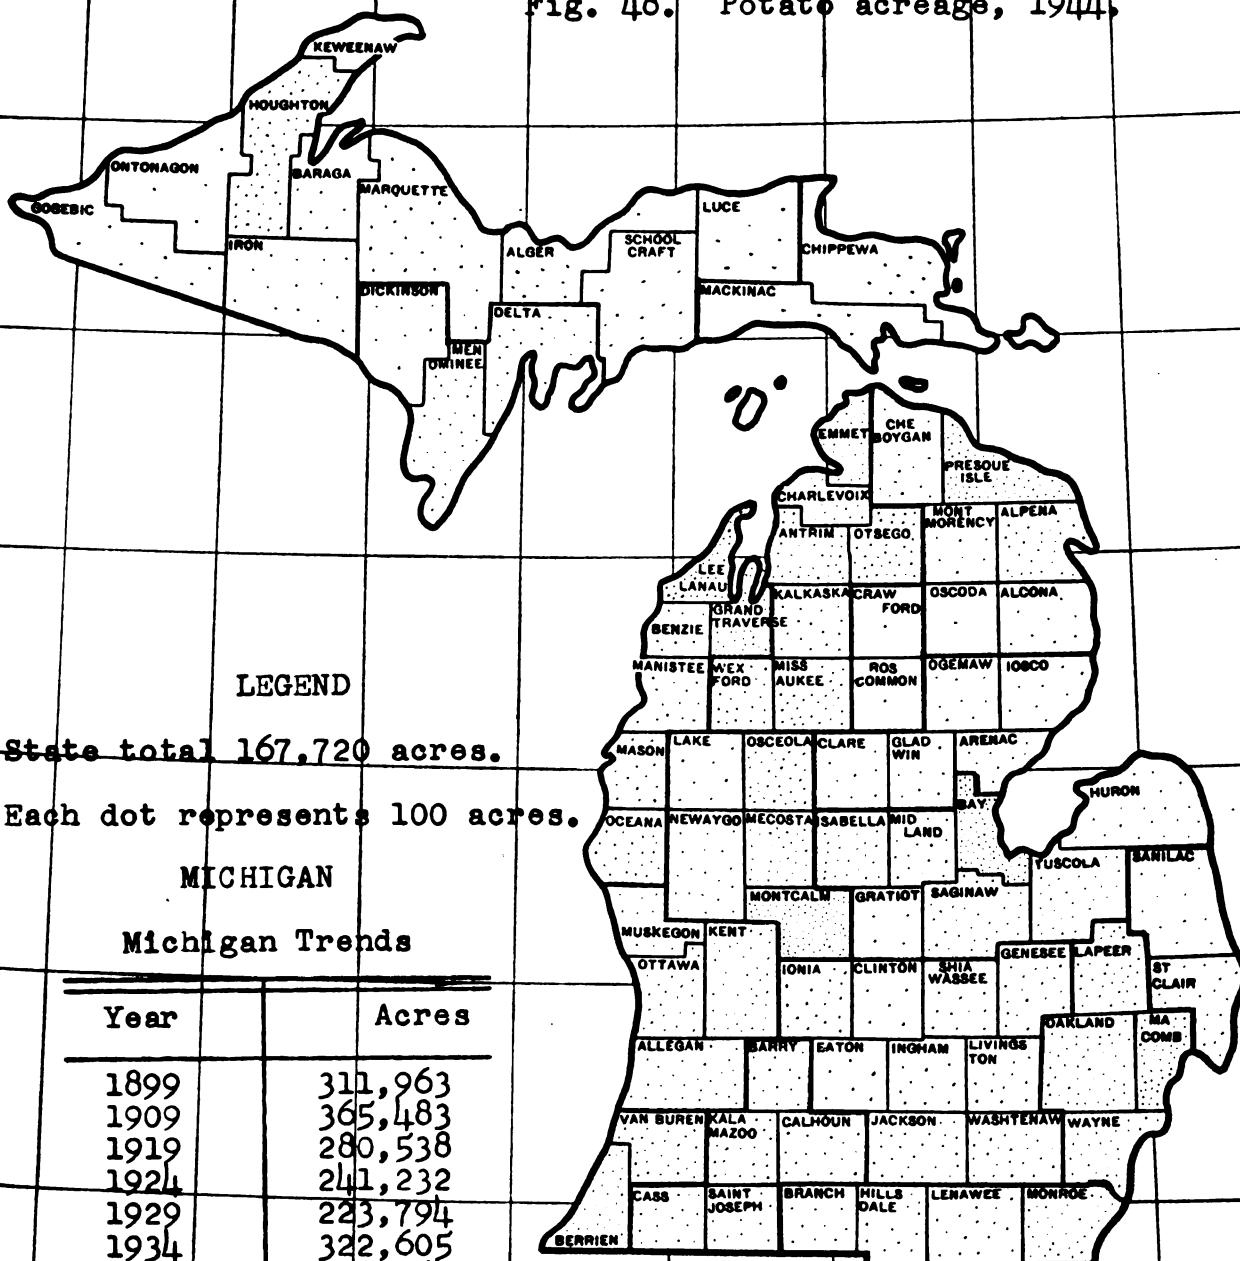 Fig. 48. Potato acreage, 1944.
KEWEENAW
HOUGHTON
ONTONAGON
BARAGA
MARQUETTE
GOGEBIC
LUCE
IRON
ALGER
SCHOOL
CRAFT
CHIPPEWA
DICKINSON
MACKINAC
DELTA
MEN
OMINEE
EMMET
CHE
BOYGAN
PRESQUE
ISLE
CHARLEVOIX
ANTRIM
OTSEGO
MONT
MORENCY
ALPENA
LEE
LANAU
KALKASKA
CRAW
FORD
OSCODA
ALCONA
GRAND
TRAVERSE
BENZIE
MANISTEE
WEX
FORD
MISS
AUKEE
ROS
COMMON
OGEMAW
IOSCO
MASON
LAKE
OSCEOLA
CLARE
GLAD
WIN
ARENAC
BAY
HURON
OCEANA
NEWAYGO
MECOSTA
ISABELLA
MID
LAND
TUSCOLA
SANILAC
MONTCALM
GRATIOT
SAGINAW
MUSKEGON
KENT
OTTAWA
IONIA
CLINTON
SHIA
WASSEE
GENESEE
LAPEER
ST
CLAIR
ALLEGAN
BARRY
EATON
INGHAM
LIVINGS
TON
OAKLAND
MA
COMB
VAN BUREN
KALA
MAZOO
CALHOUN
JACKSON
WASHTENAW
WAYNE
CASS
SAINT
JOSEPH
BRANCH
HILLS
DALE
LENAWEE
MONROE
BERRIEN
LEGEND
State total 167,720 acres.
Each dot represents 100 acres.
MICHIGAN
Michigan Trends
Year Acres
1899 311,963
1909 365,483
1919 280,538
1924 241,232
1929 223,794
1934 322,605